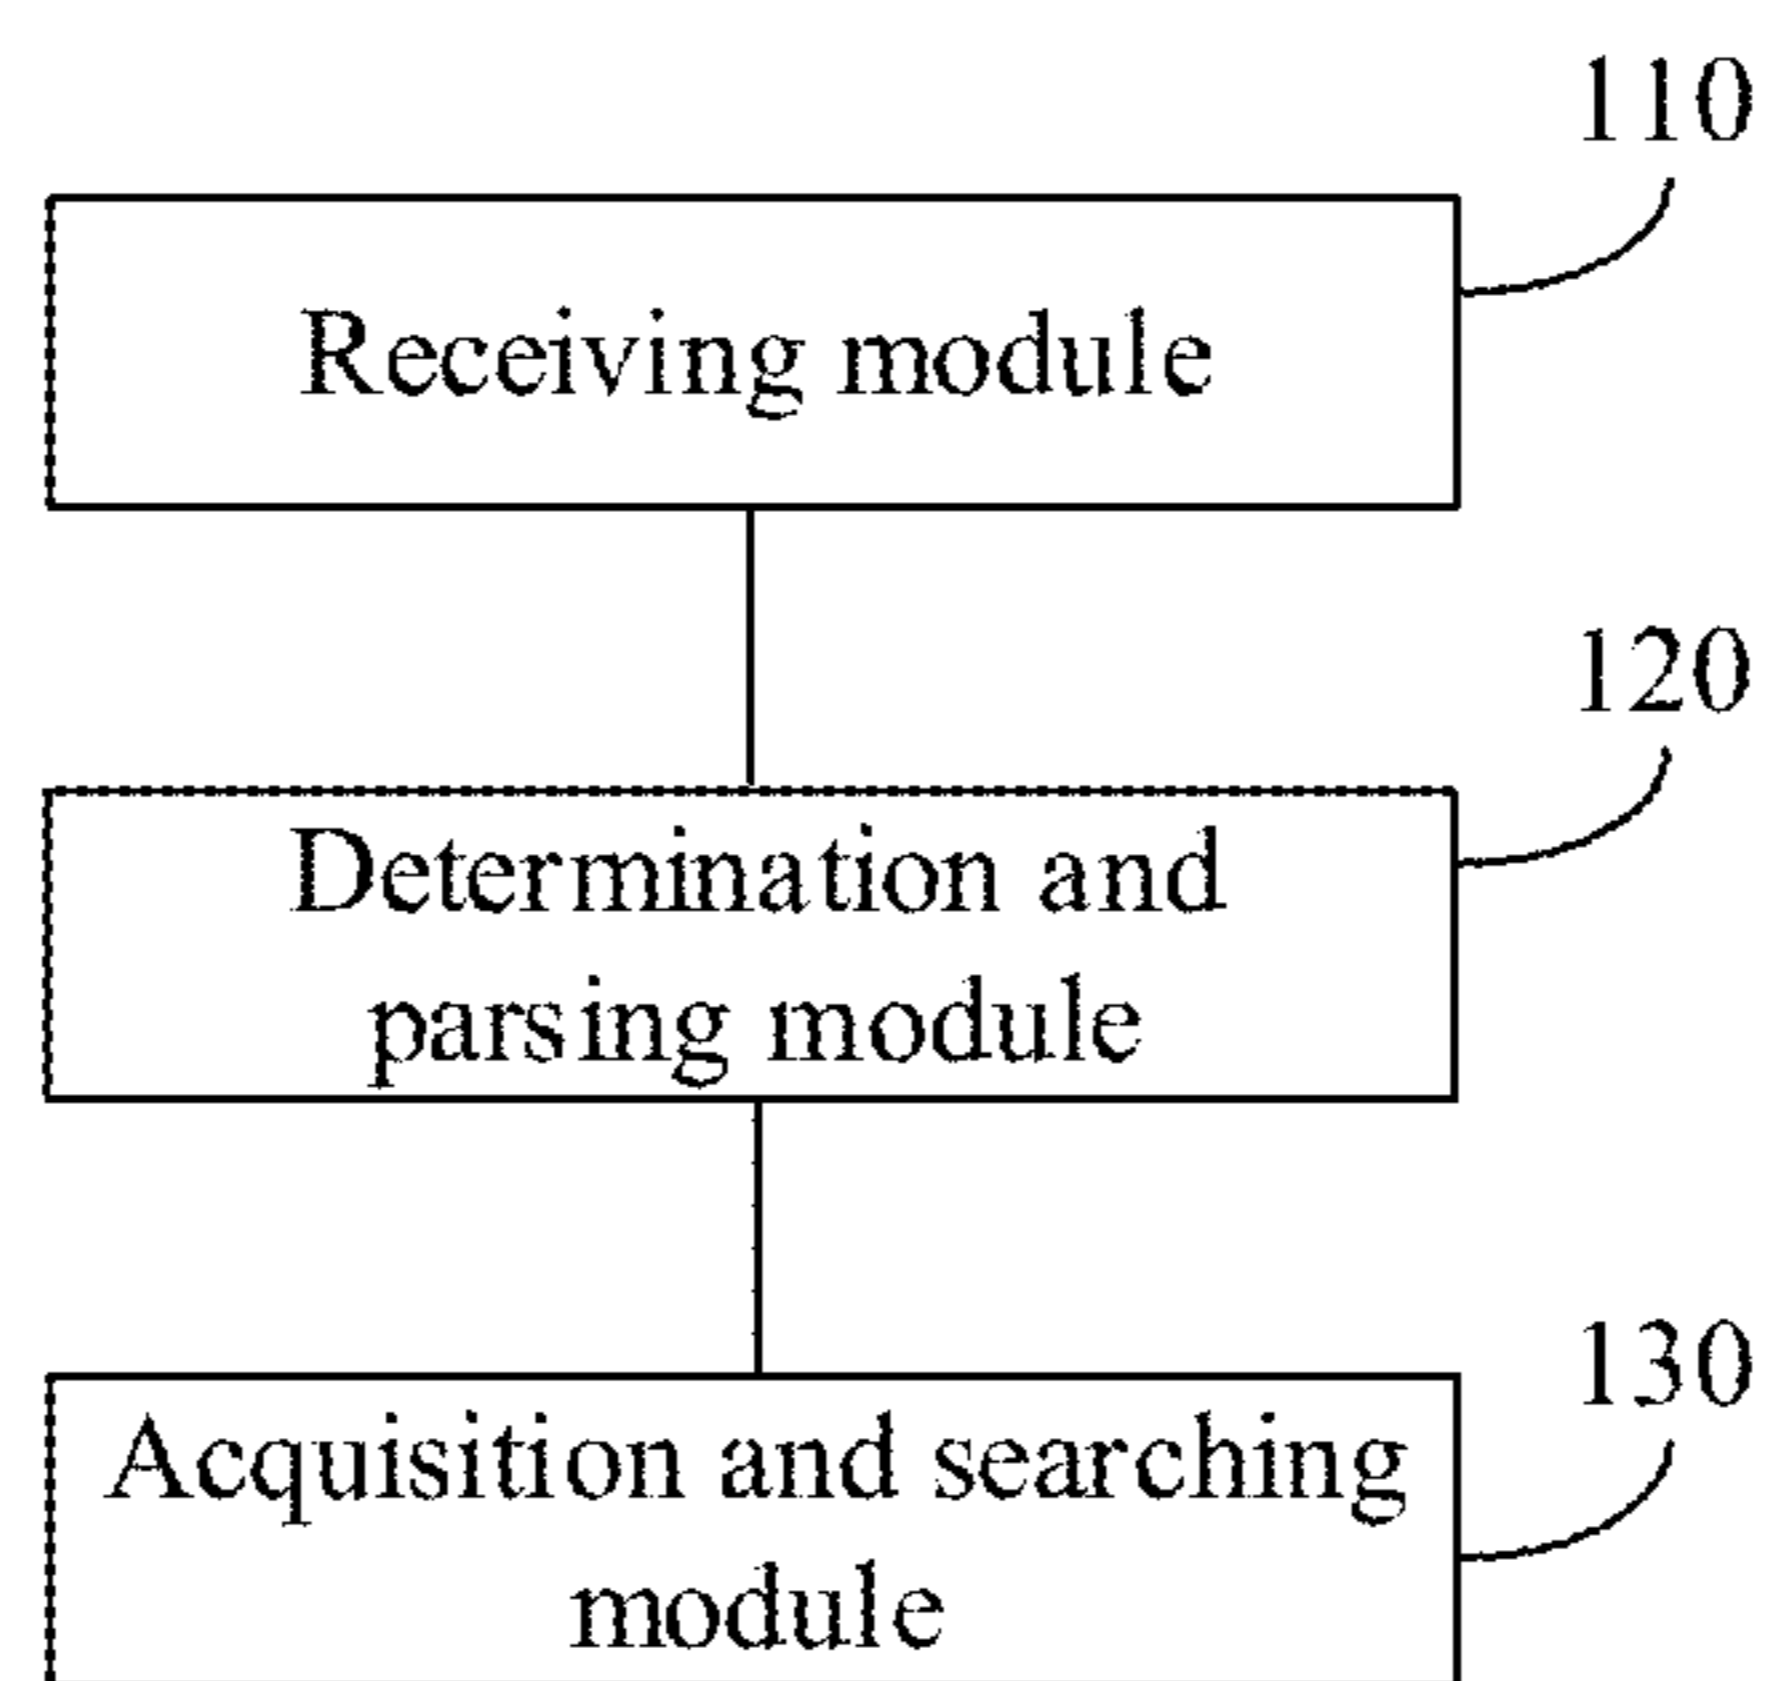 110
Receiving module
120
Determination and
parsing module
130
Acquisition and searching
module